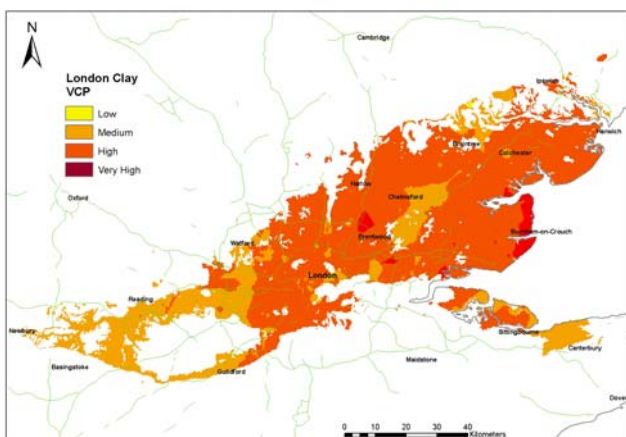 N
London Clay
VCP
Low
Medium
High
Very High
Cambridge
Ipswich
Harwich
Braintree
Colchester
Harlow
Chelmsford
Oxford
Brentwood
Burnham-on-Crouch
Watford
London
Reading
Newbury
Sittingbourne
Canterbury
Basingstoke
Guildford
Maidstone
Dover
0 5 10 20 30 40
Kilometers